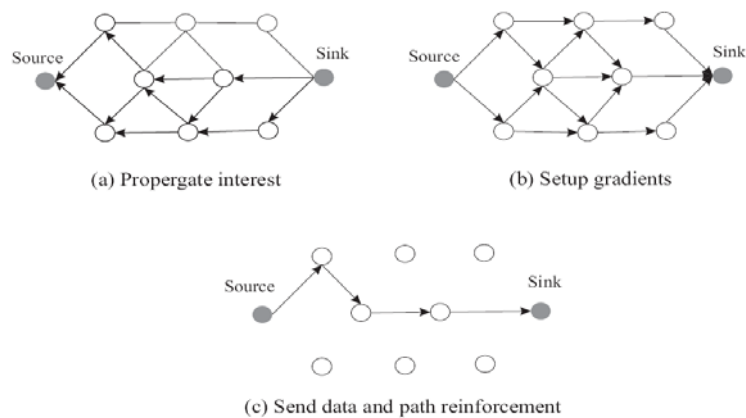 Source
Sink
(a) Propergate interest
Source
Sink
(b) Setup gradients
Source
Sink
(c) Send data and path reinforcement